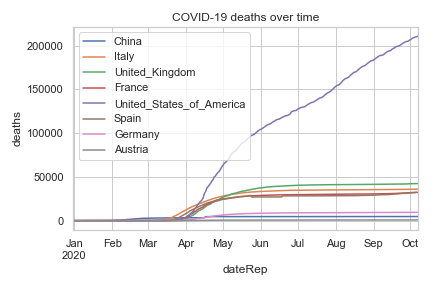 COVID-19 deaths over time
China
Italy
United_Kingdom
France
United_States_of_America
Spain
Germany
Austria
200000
150000
100000
50000
0
deaths
Jan Feb Mar Apr May Jun Jul Aug Sep Oct
2020
dateRep